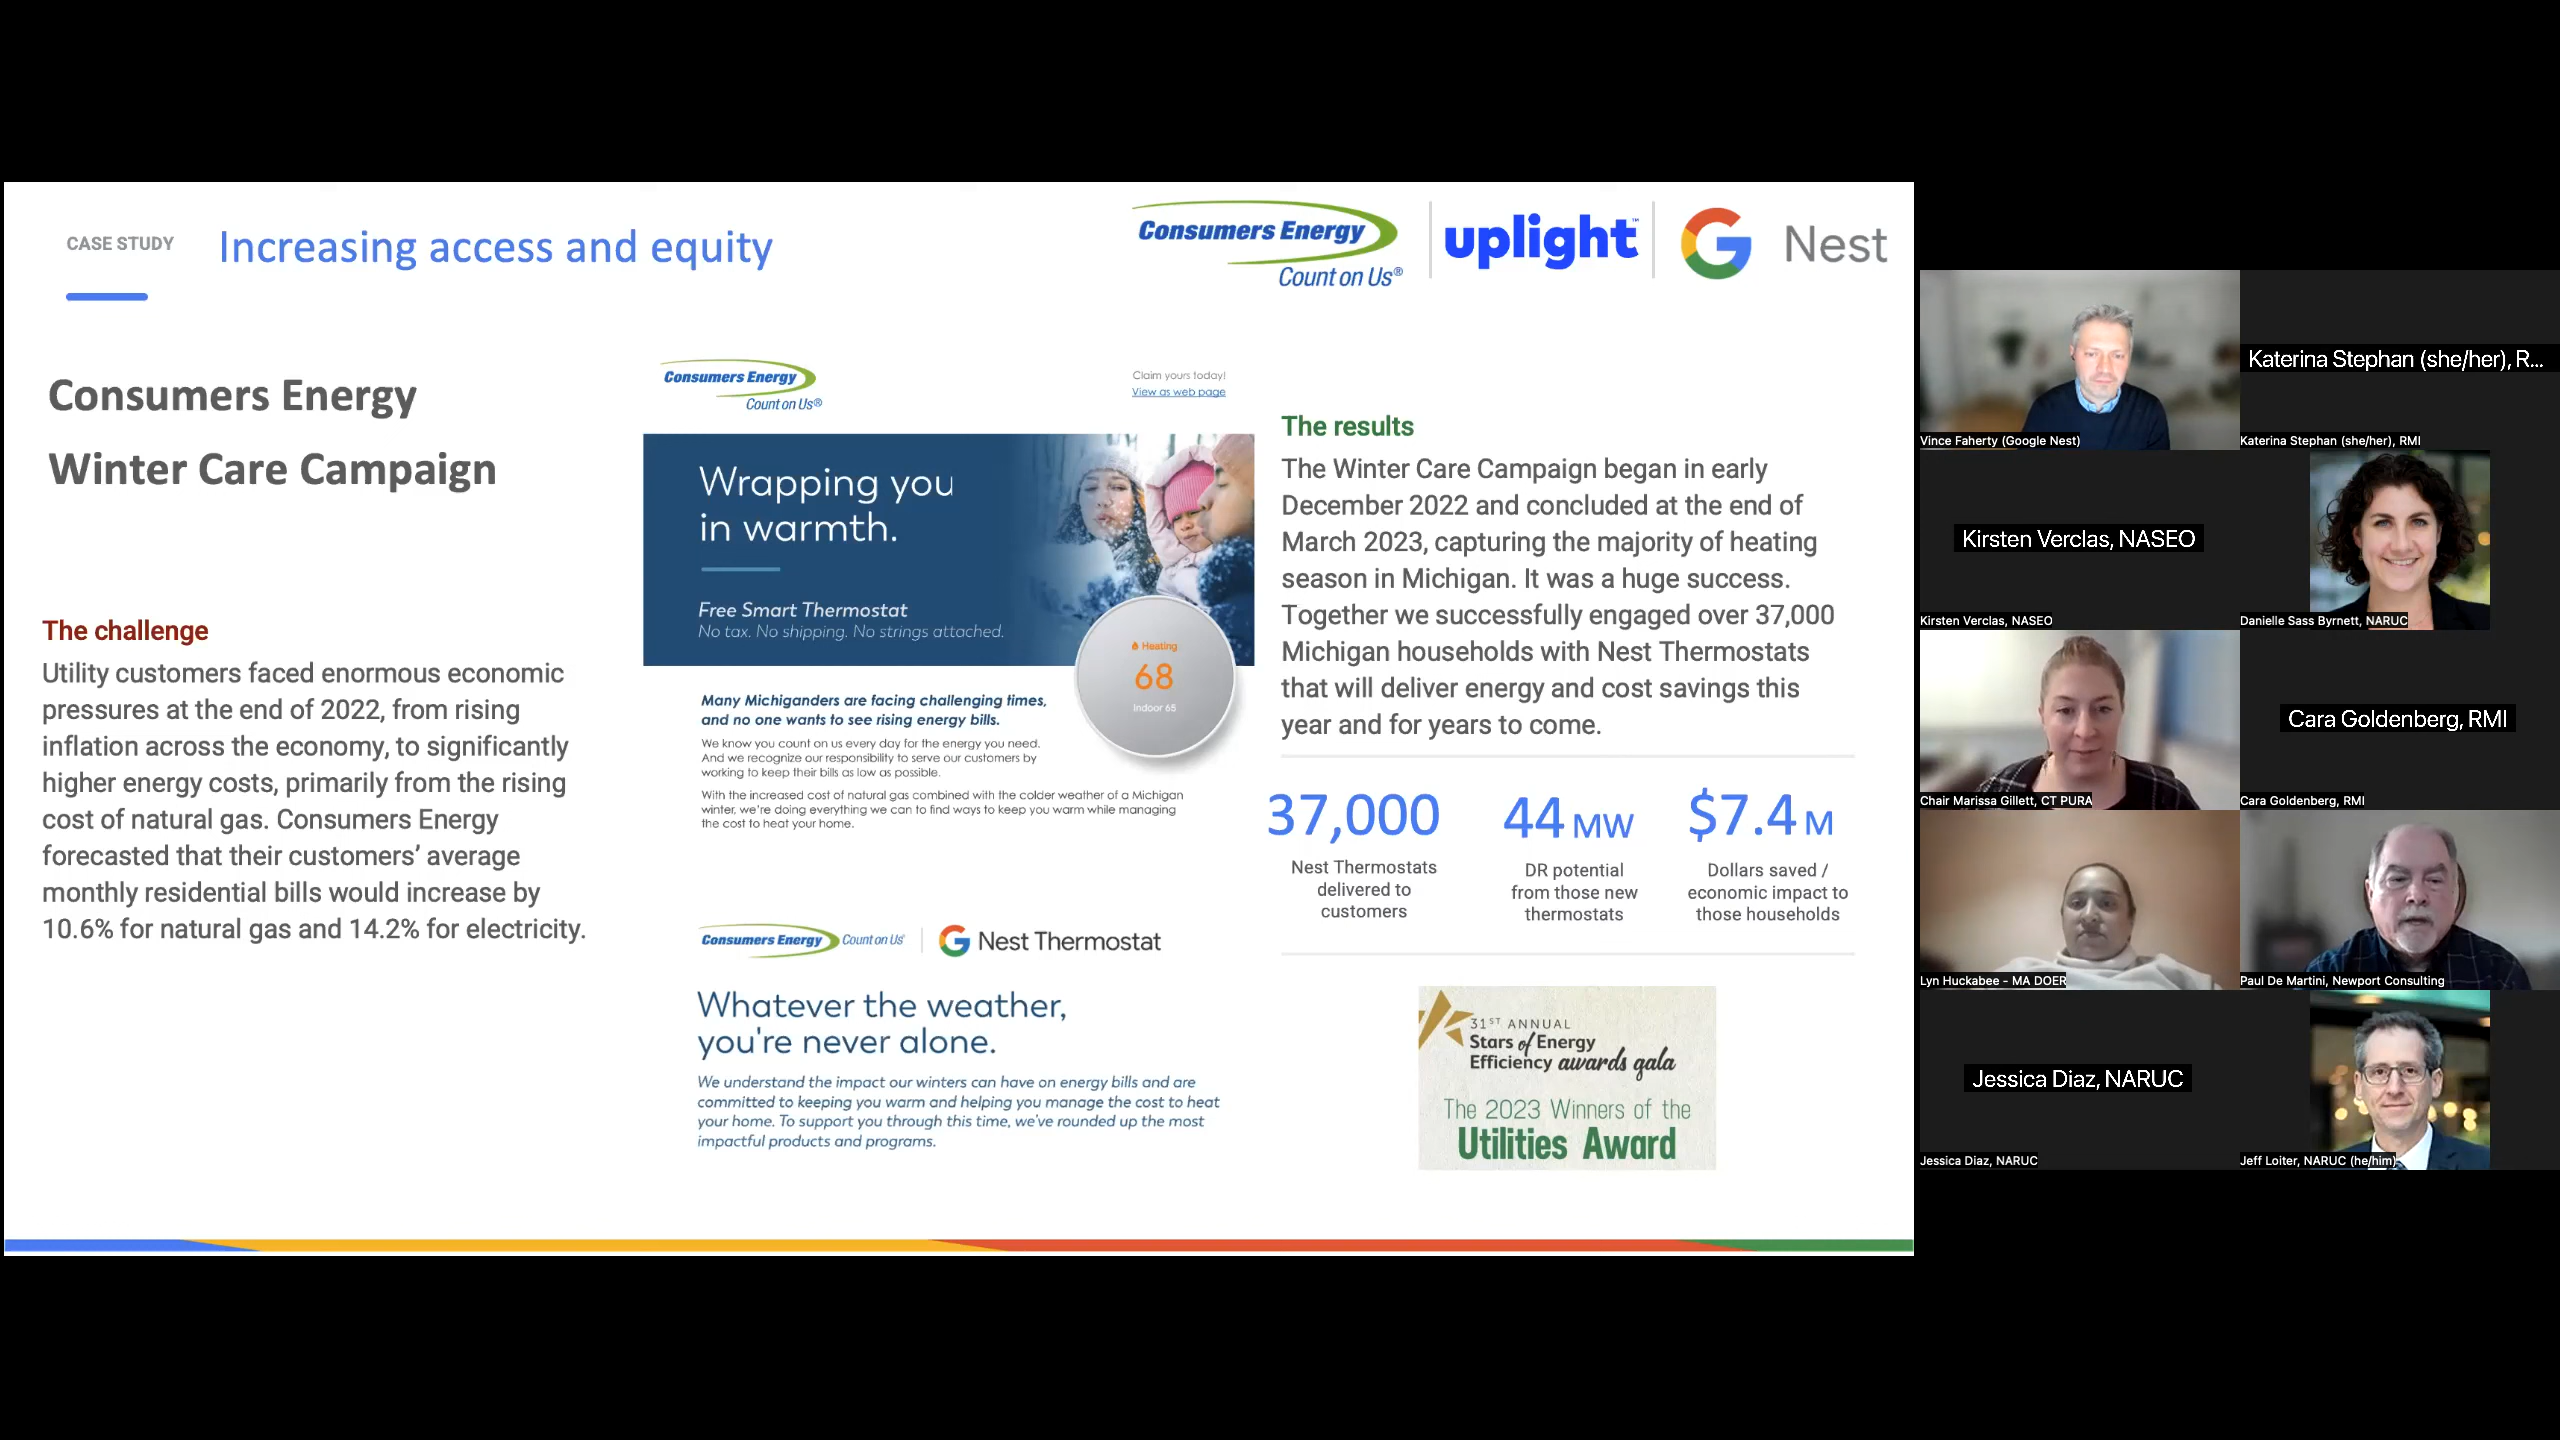 CASE STUDY
Increasing access and equity
Consumers Energy
Count on Us®
uplight™
Nest
Consumers Energy
Winter Care Campaign
The challenge
Utility customers faced enormous economic
pressures at the end of 2022, from rising
inflation across the economy, to significantly
higher energy costs, primarily from the rising
cost of natural gas. Consumers Energy
forecasted that their customers’ average
monthly residential bills would increase by
10.6% for natural gas and 14.2% for electricity.
Consumers Energy
Count on Us®
Claim yours today!
View as web page
Wrapping you
in warmth.
Free Smart Thermostat
No tax. No shipping. No strings attached.
Heating
68
Indoor 65
Many Michiganders are facing challenging times,
and no one wants to see rising energy bills.
We know you count on us every day for the energy you need.
And we recognize our responsibility to serve our customers by
working to keep their bills as low as possible.
With the increased cost of natural gas combined with the colder weather of a Michigan
winter, we're doing everything we can to find ways to keep you warm while managing
the cost to heat your home.
Consumers Energy Count on Us®
Nest Thermostat
Whatever the weather,
you're never alone.
We understand the impact our winters can have on energy bills and are
committed to keeping you warm and helping you manage the cost to heat
your home. To support you through this time, we've rounded up the most
impactful products and programs.
The results
The Winter Care Campaign began in early
December 2022 and concluded at the end of
March 2023, capturing the majority of heating
season in Michigan. It was a huge success.
Together we successfully engaged over 37,000
Michigan households with Nest Thermostats
that will deliver energy and cost savings this
year and for years to come.
37,000
Nest Thermostats
delivered to
customers
44 MW
DR potential
from those new
thermostats
$7.4 M
Dollars saved /
economic impact to
those households
31ST ANNUAL
Stars of Energy
Efficiency awards gala
The 2023 Winners of the
Utilities Award
Vince Faherty (Google Nest)
Katerina Stephan (she/her), R...
Katerina Stephan (she/her), RMI
Kirsten Verclas, NASEO
Kirsten Verclas, NASEO
Danielle Sass Byrnett, NARUC
Chair Marissa Gillett, CT PURA
Cara Goldenberg, RMI
Cara Goldenberg, RMI
Lyn Huckabee - MA DOER
Paul De Martini, Newport Consulting
Jessica Diaz, NARUC
Jessica Diaz, NARUC
Jeff Loiter, NARUC (he/him)